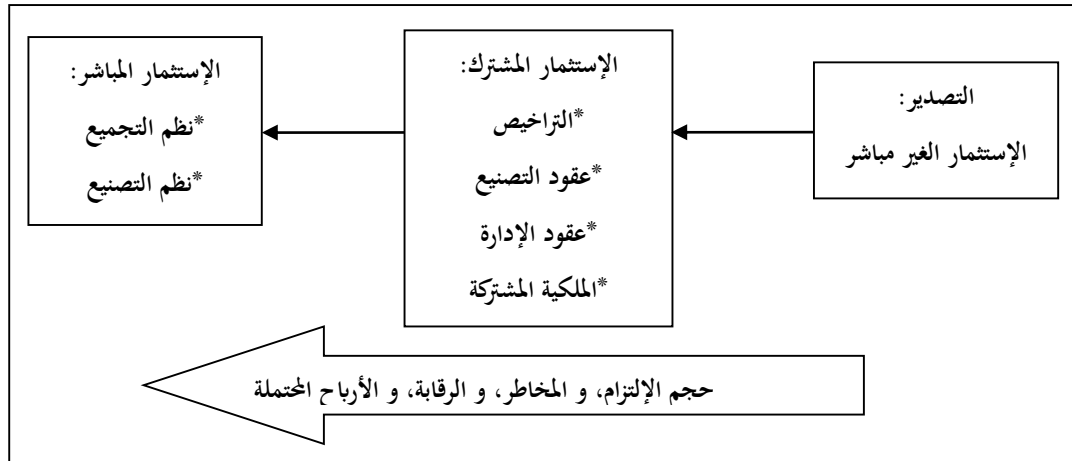 التصدير:
الإستثمار الغير مباشر
الإستثمار المشترك:
*التراخيص
*عقود التصنيع
*عقود الإدارة
*الملكية المشتركة
الإستثمار المباشر:
*نظم التجميع
*نظم التصنيع
حجم الإلتزام، و المخاطر، و الرقابة، و الأرباح المحتملة